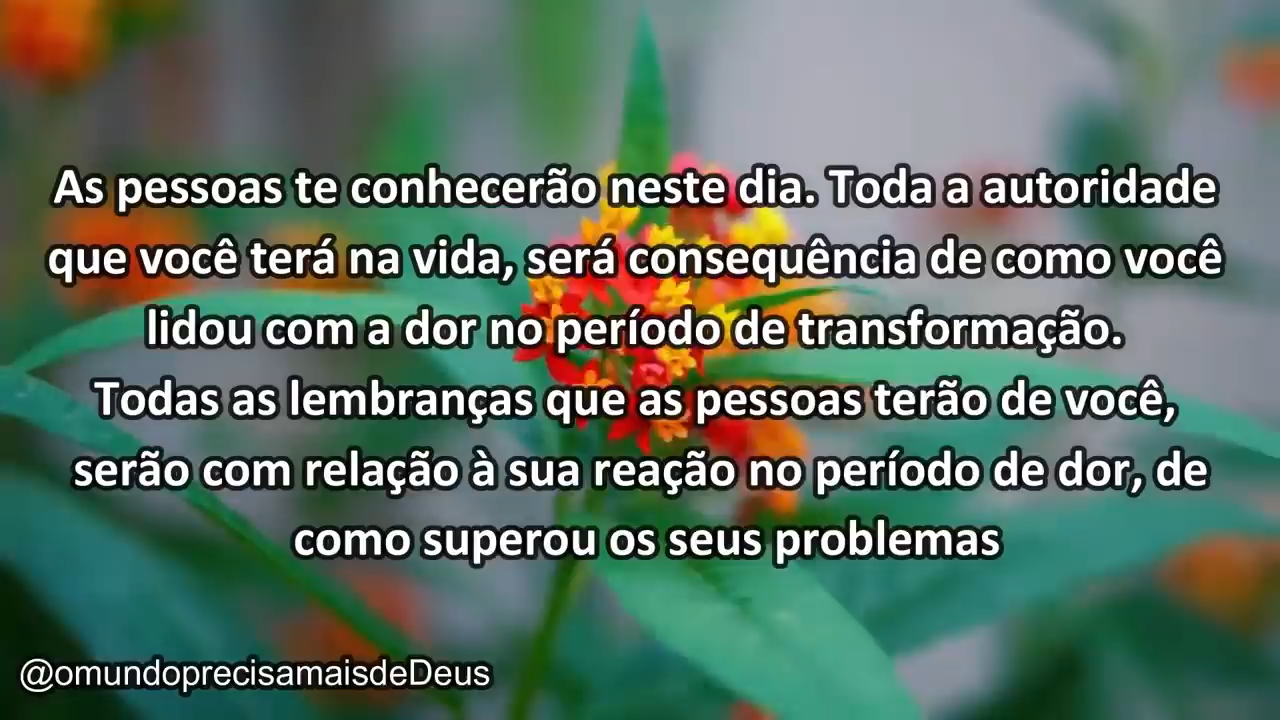 As pessoas te conhecerão neste dia. Toda a autoridade
que você terá na vida, será consequência de como você
lidou com a dor no período de transformação.
Todas as lembranças que as pessoas terão de você,
serão com relação à sua reação no período de dor, de
como superou os seus problemas
@omundoprecisamaisdeDeus